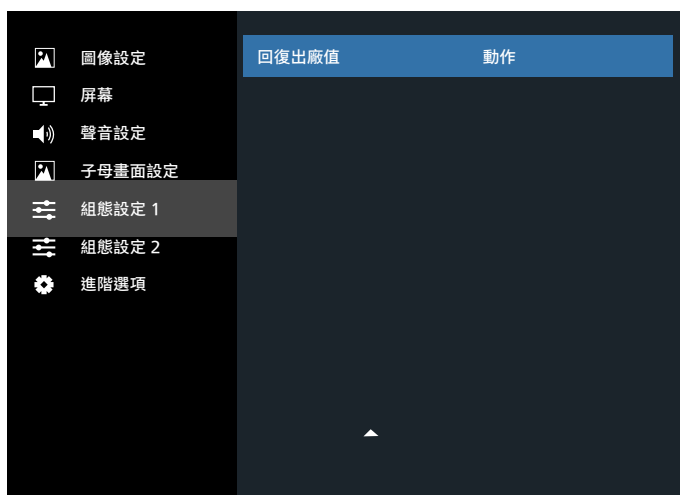 圖像設定
屏幕
聲音設定
子母畫面設定
組態設定 1
組態設定 2
進階選項
回復出廠值 動作